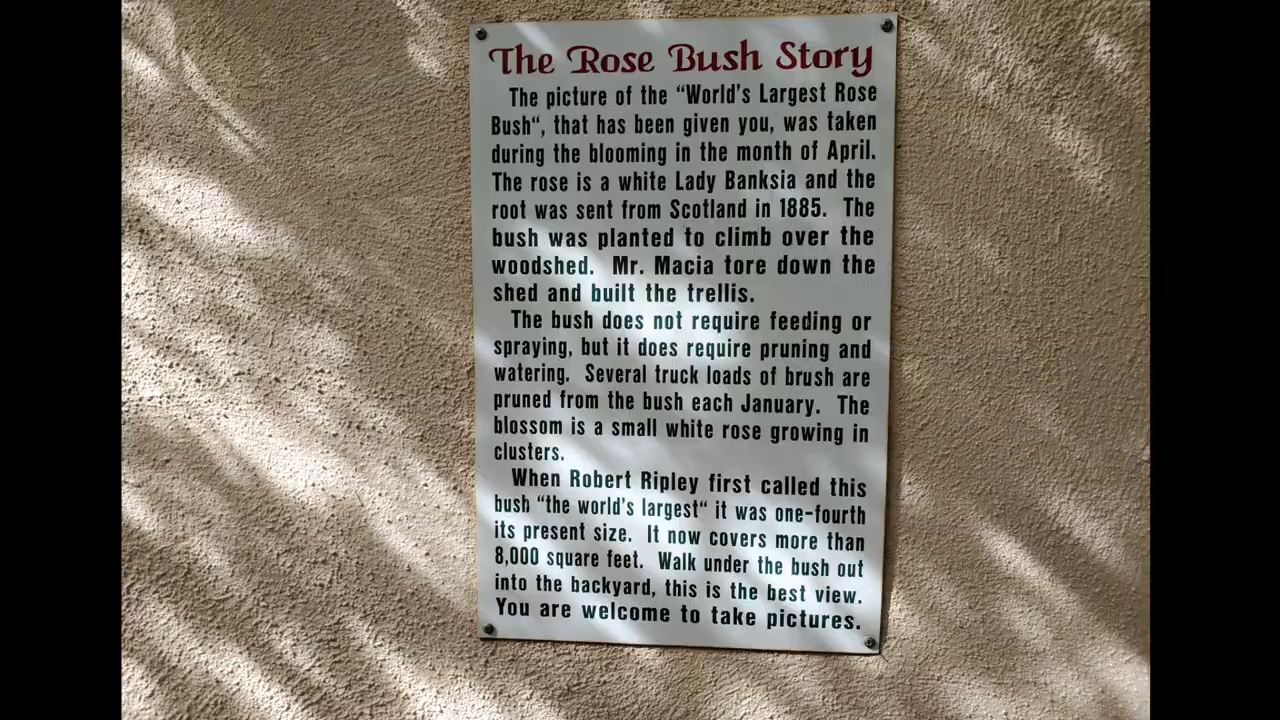 The Rose Bush Story
The picture of the "World's Largest Rose
Bush“, that has been given you, was taken
during the blooming in the month of April.
The rose is a white Lady Banksia and the
root was sent from Scotland in 1885. The
bush was planted to climb over the
woodshed. Mr. Macia tore down the
shed and built the trellis.
The bush does not require feeding or
spraying, but it does require pruning and
watering. Several truck loads of brush are
pruned from the bush each January. The
blossom is a small white rose growing in
clusters.
When Robert Ripley first called this
bush "the world's largest“ it was one-fourth
its present size. It now covers more than
8,000 square feet. Walk under the bush out
into the backyard, this is the best view.
You are welcome to take pictures.